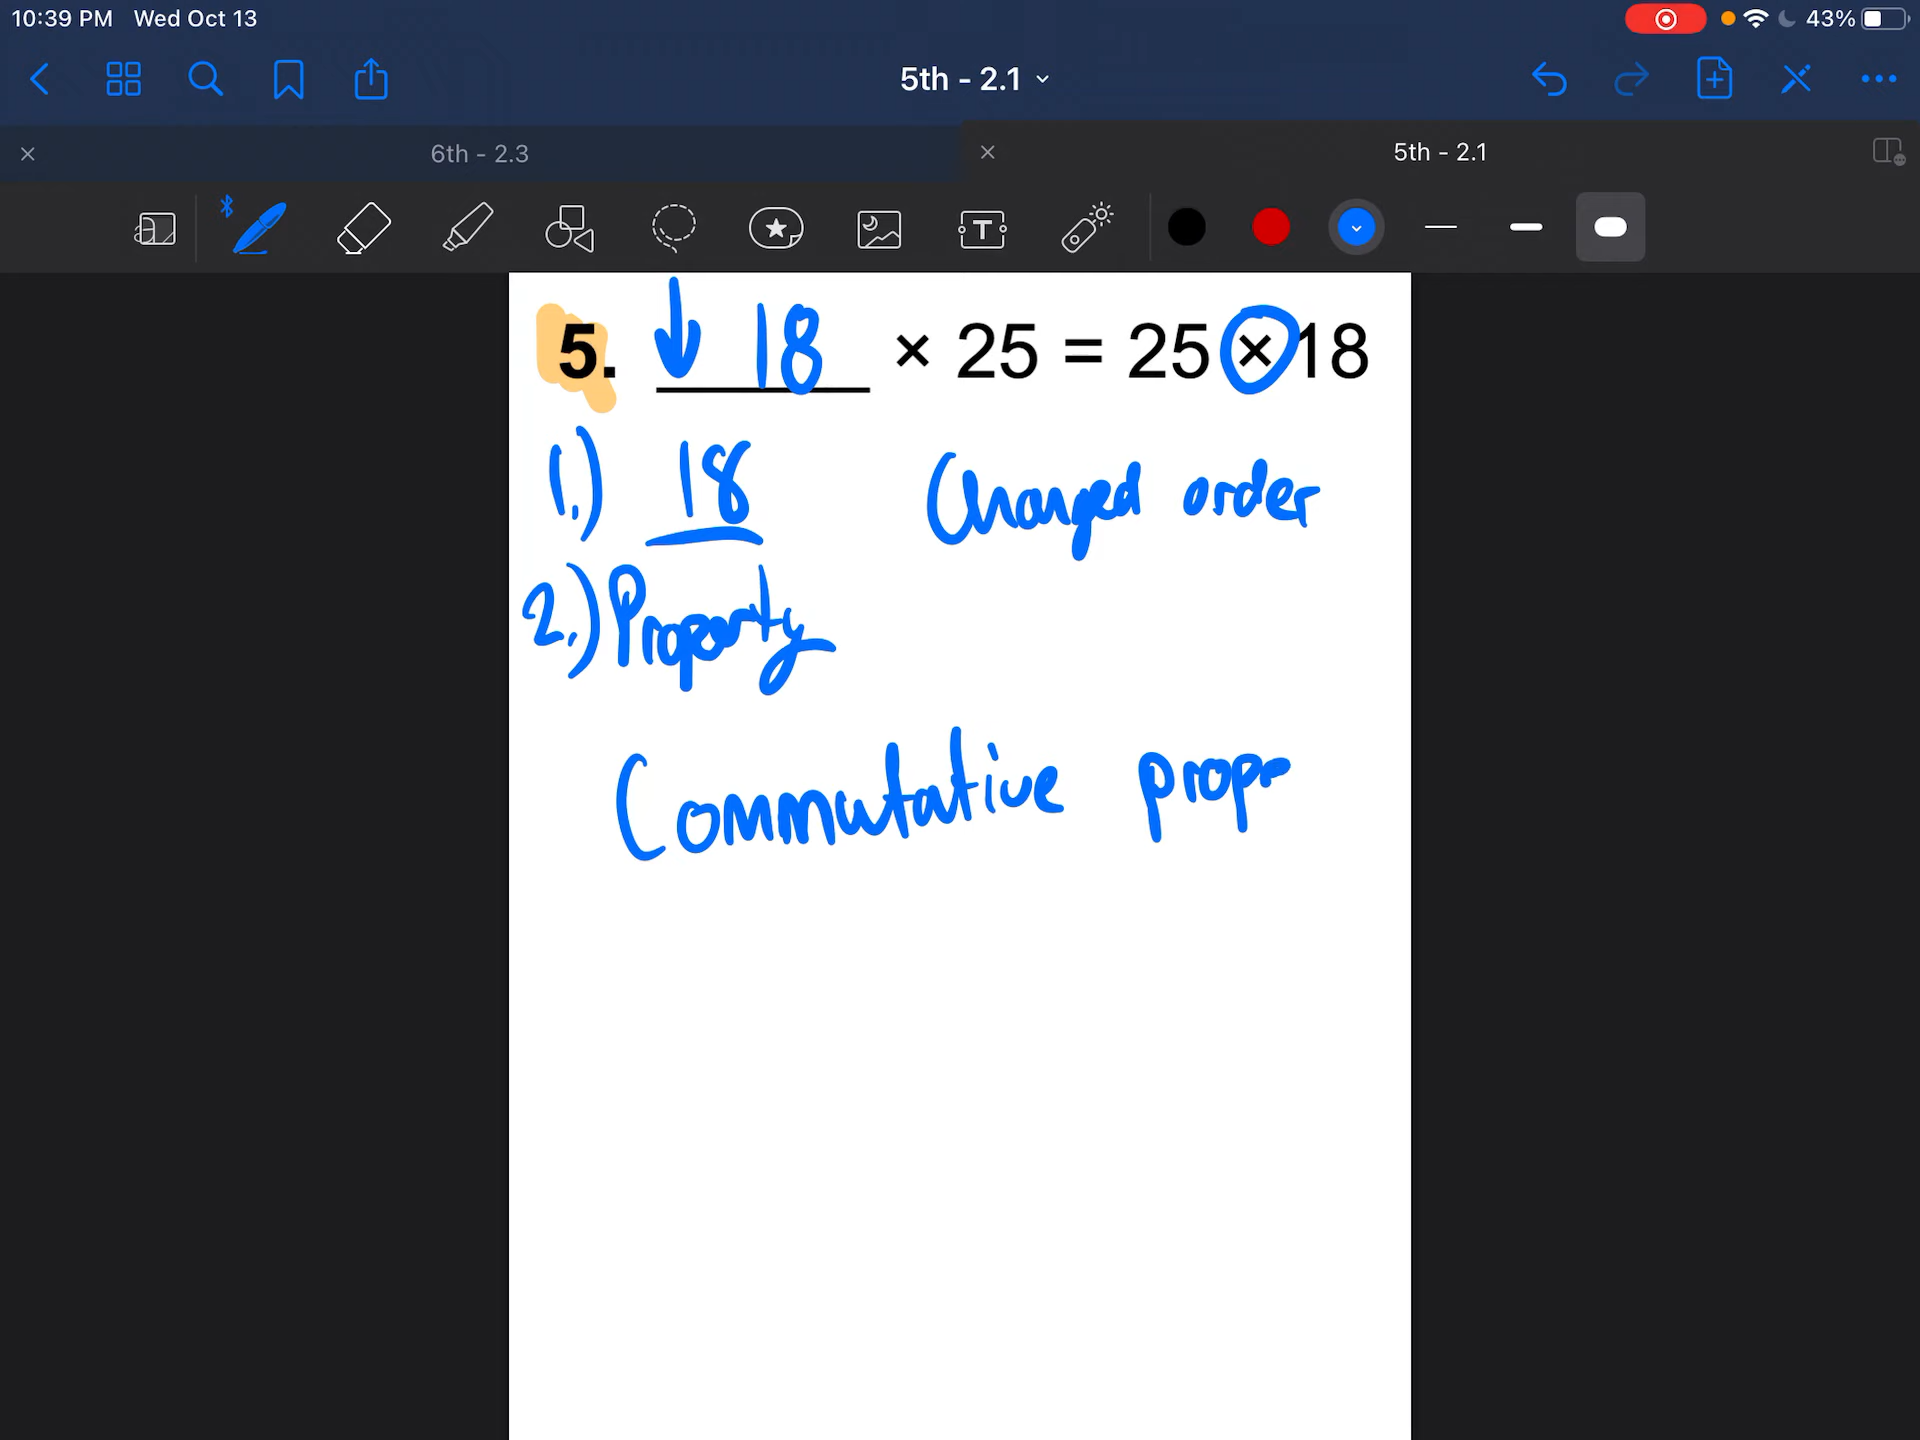 10:39 PM Wed Oct 13 43%
5th - 2.1
6th - 2.3 5th - 2.1
5. 18 × 25 = 25 × 18
1.) 18 Changed order
2.) Property
Commutative prope